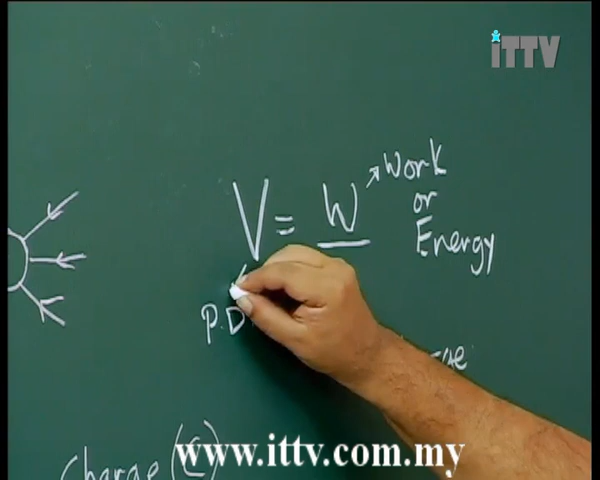 iTTV
V = W
Work
or
Energy
P.D
Charge (C)
www.ittv.com.my